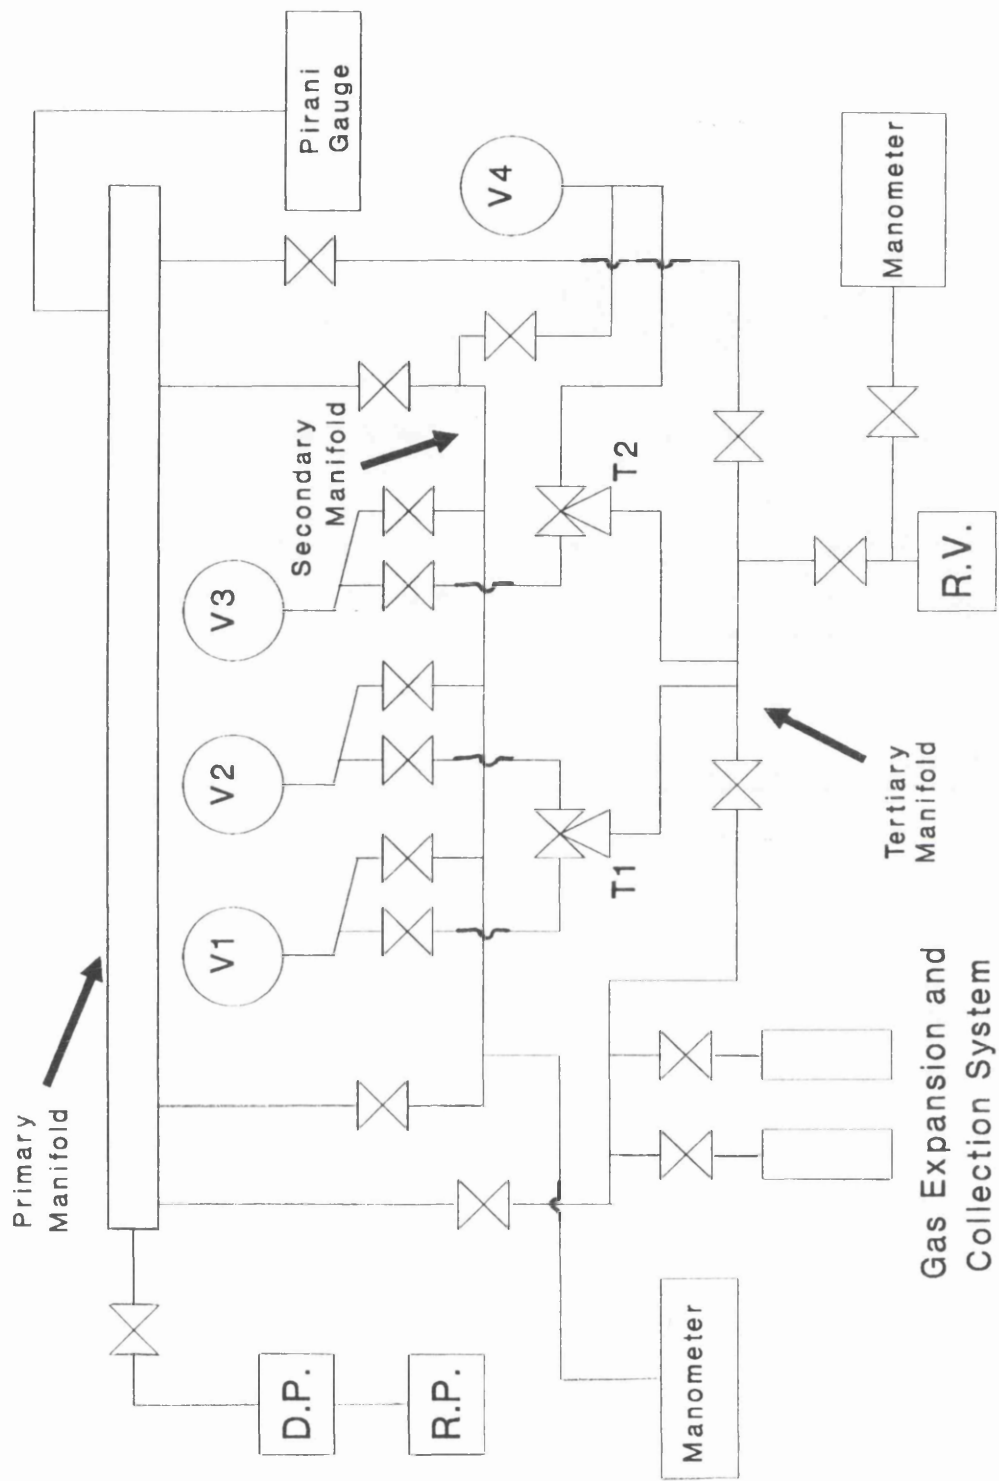 Primary
Manifold
Pirani
Gauge
D.P.
R.P.
V1
V2
V3
V4
Secondary
Manifold
T1
T2
Manometer
Tertiary
Manifold
R.V.
Manometer
Gas Expansion and
Collection System